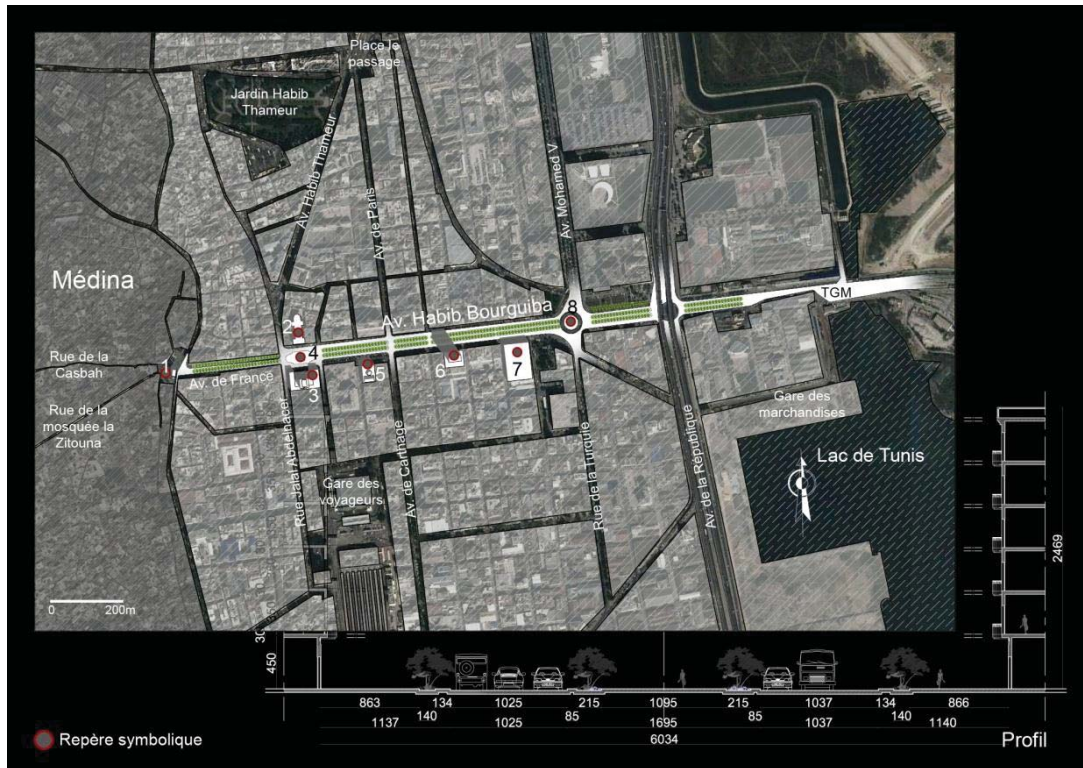 Place le
passage
Jardin Habib
Thameur
Av. Habib Thameur
Av. de Paris
Av. Mohamed V
Médina
Av. Habib Bourguiba
TGM
8
2
4
1
Rue de la
Casbah
Av. de France
3
5
6
7
Rue de la
mosquée la
Zitouna
Gare des
marchandises
Rue Jalal Abdelnacer
Gare des
voyageurs
Av. de Carthage
Rue de la Turquie
Av. de la République
Lac de Tunis
0 200m
2469
450
863 134 1025 215 1095 215 1037 134 866
140 85 85 140
1137 1025 1695 1037 1140
6034
Repère symbolique
Profil